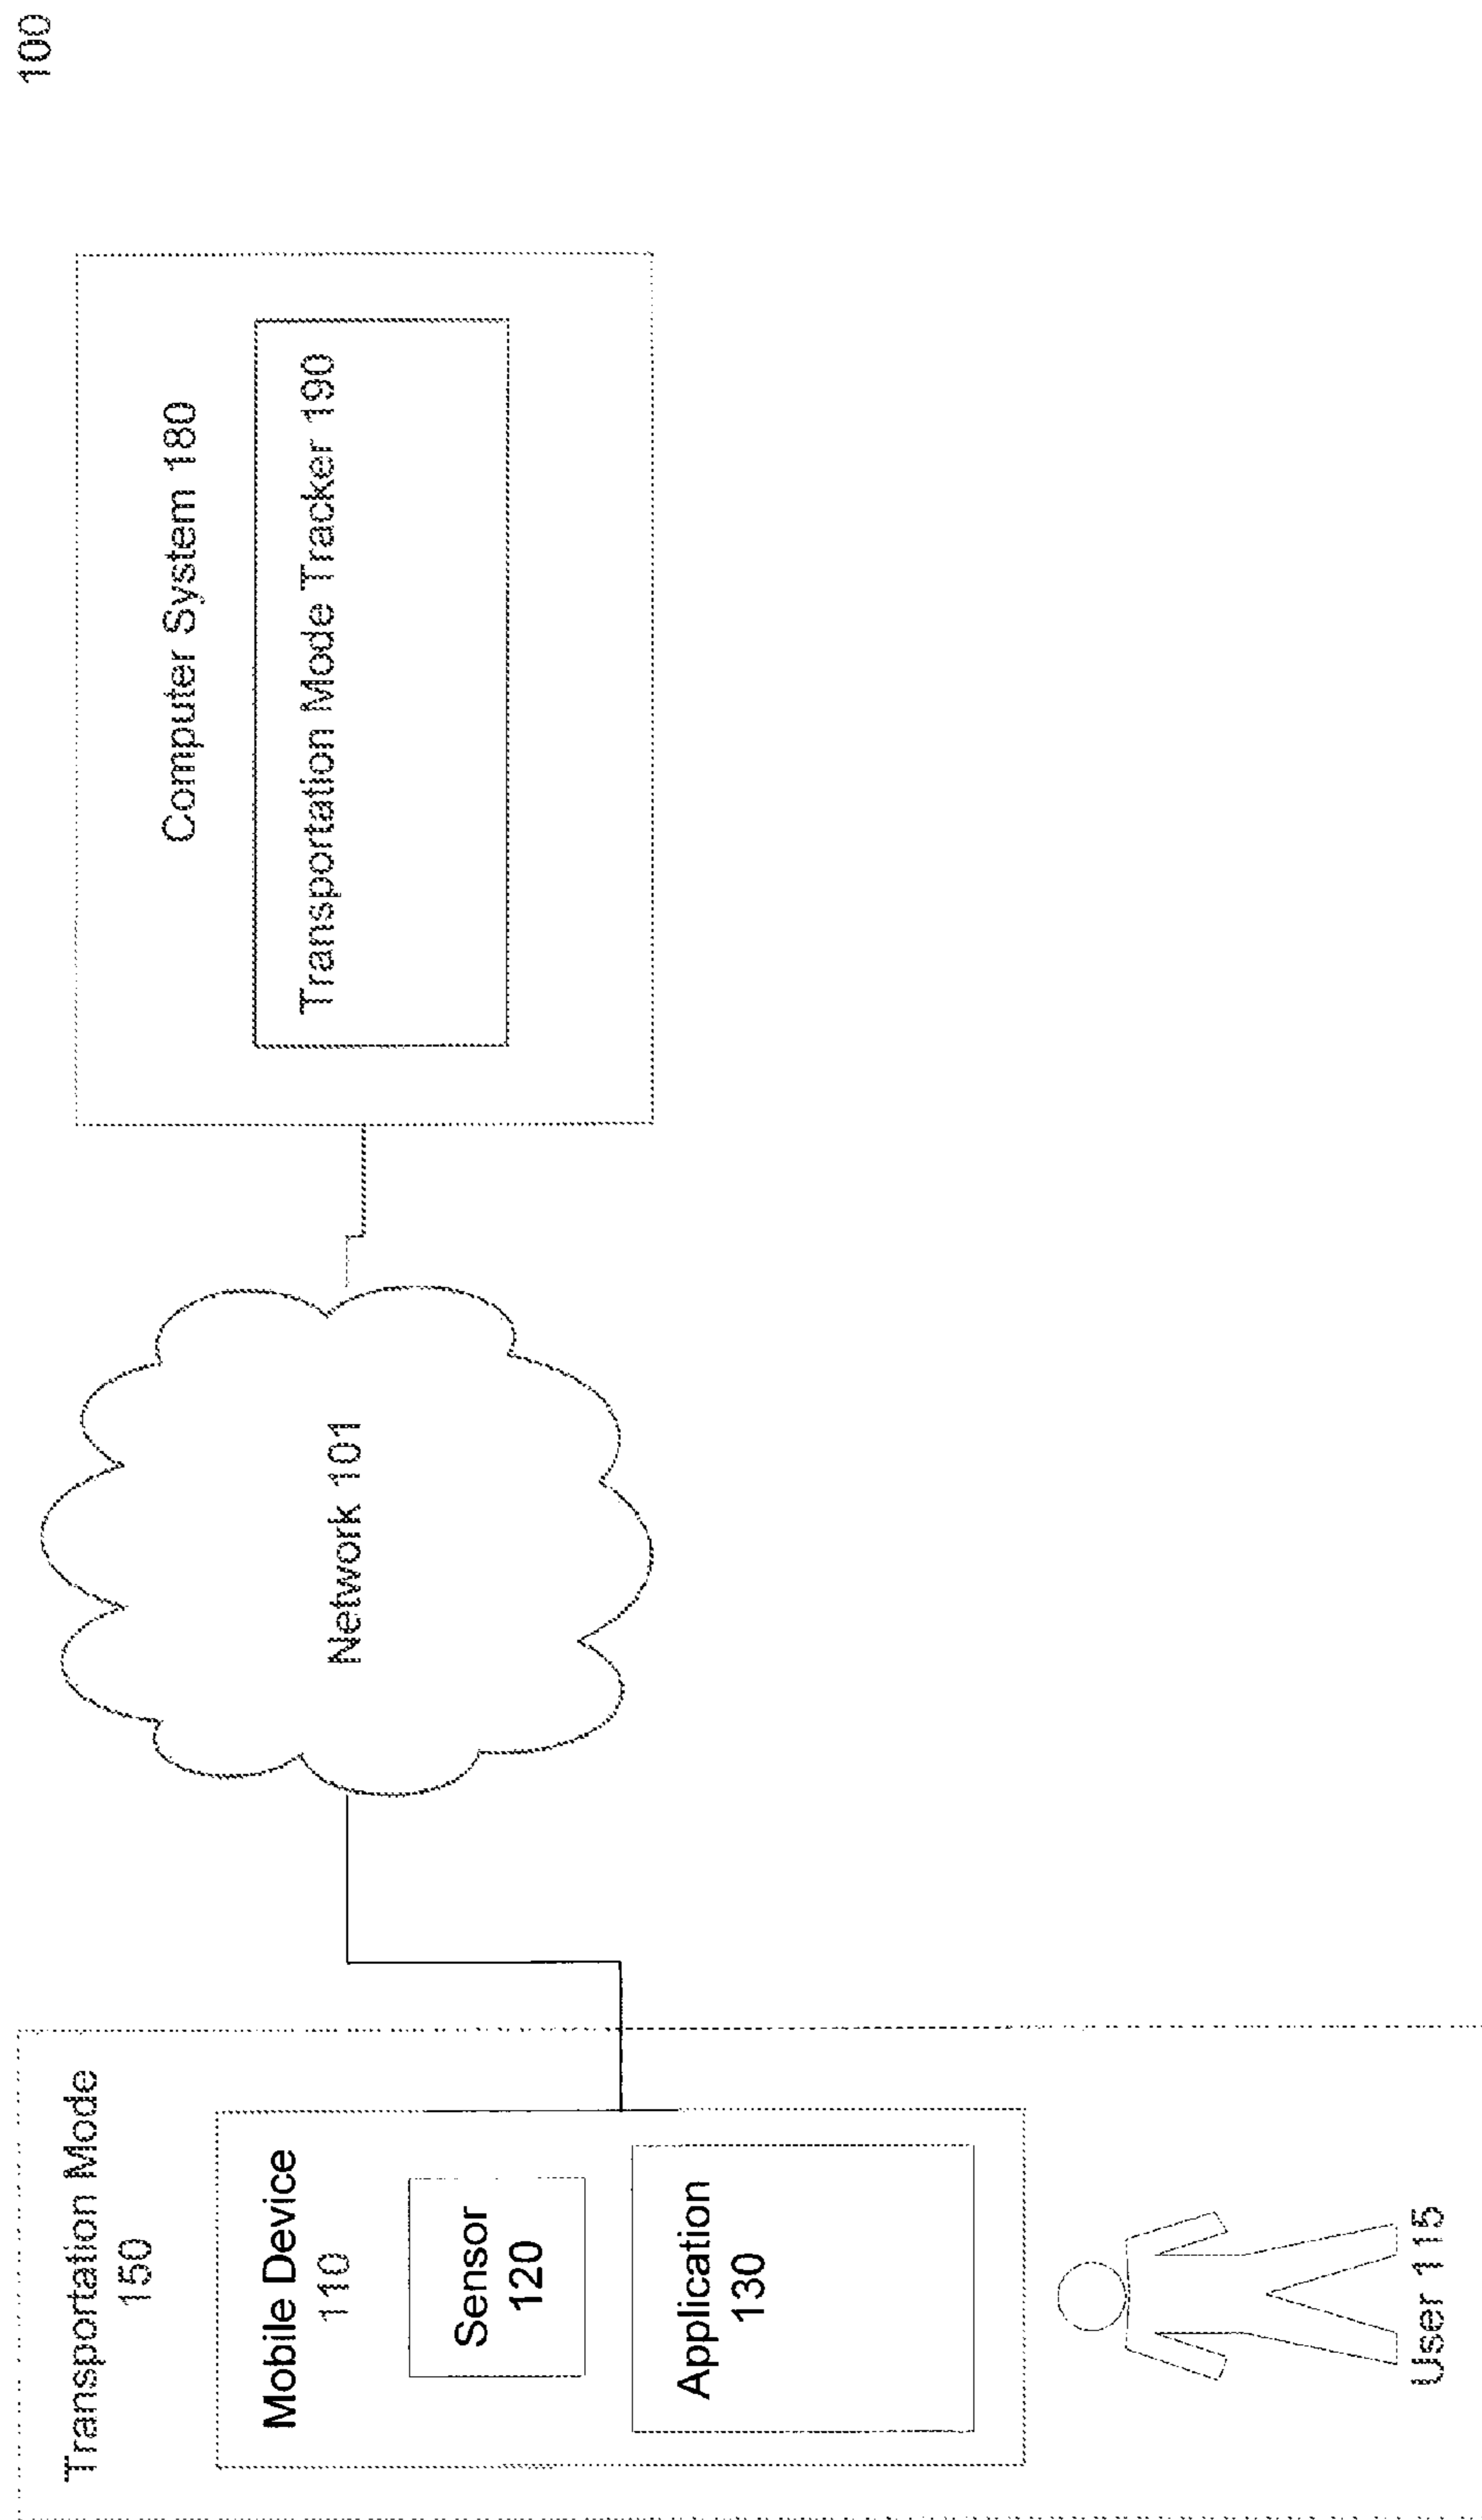 100
Transportation Mode
150
Mobile Device
110
Sensor
120
Application
130
User 115
Network 101
Computer System 180
Transportation Mode Tracker 190